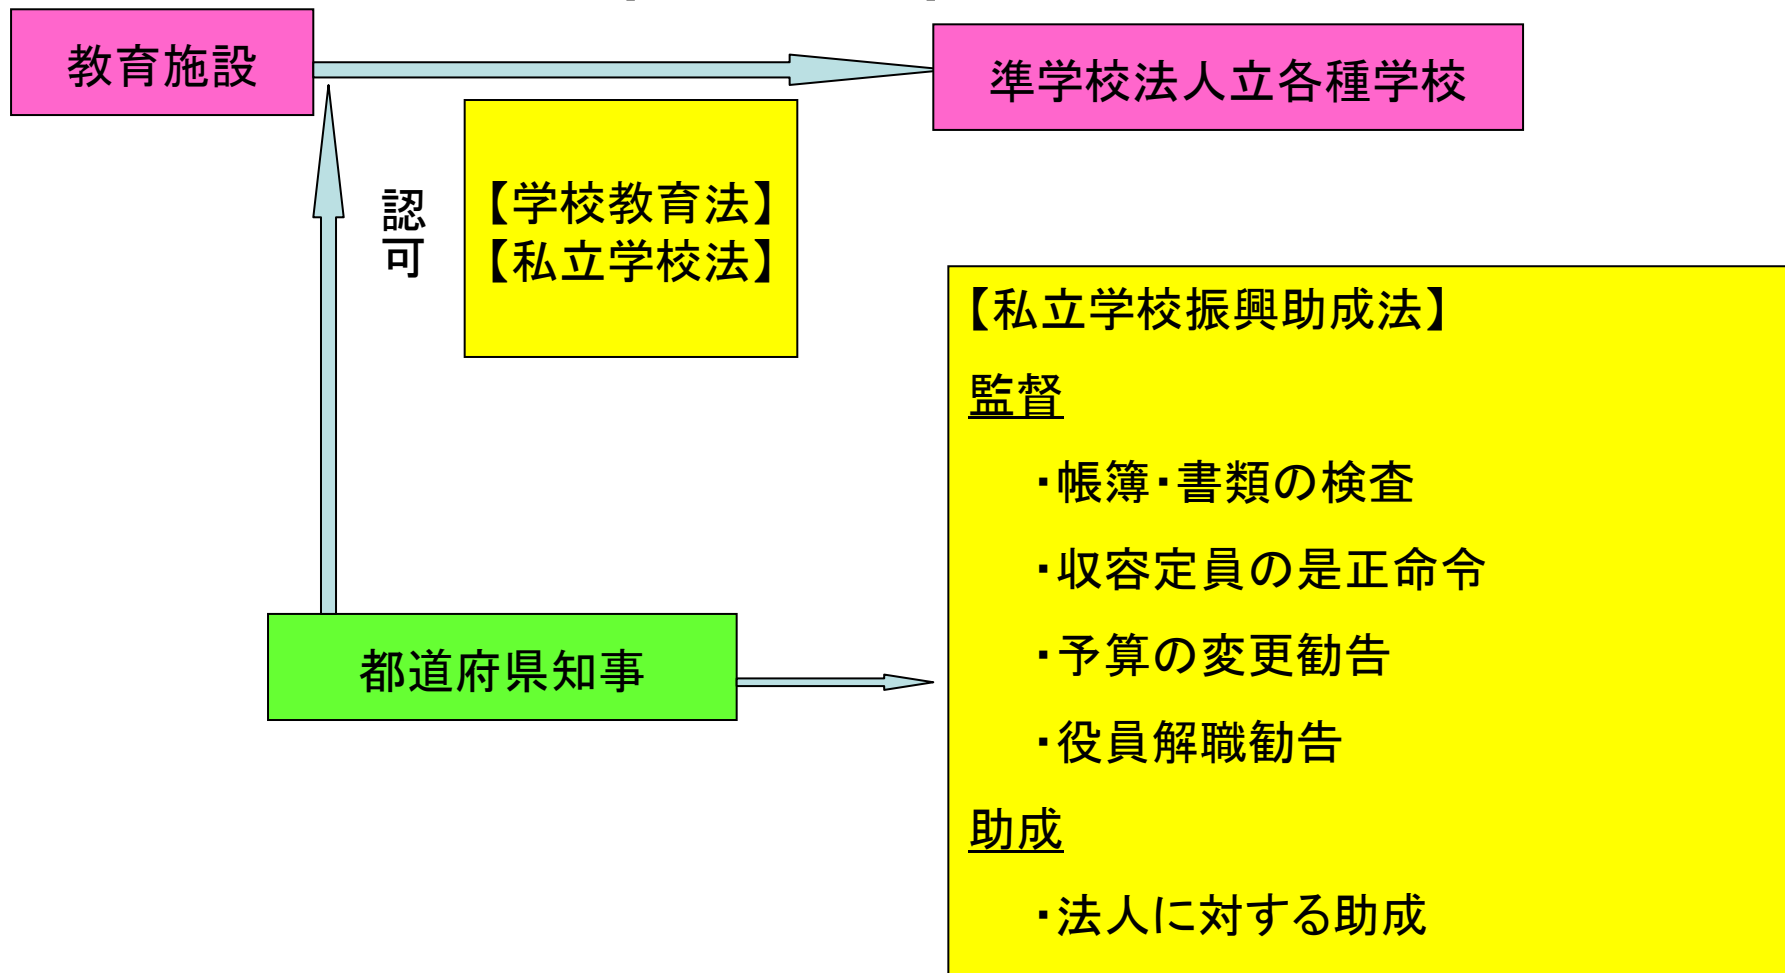 教育施設
準学校法人立各種学校
認可
【学校教育法】
【私立学校法】
【私立学校振興助成法】
監督
・帳簿・書類の検査
・収容定員の是正命令
・予算の変更勧告
・役員解職勧告
助成
・法人に対する助成
都道府県知事